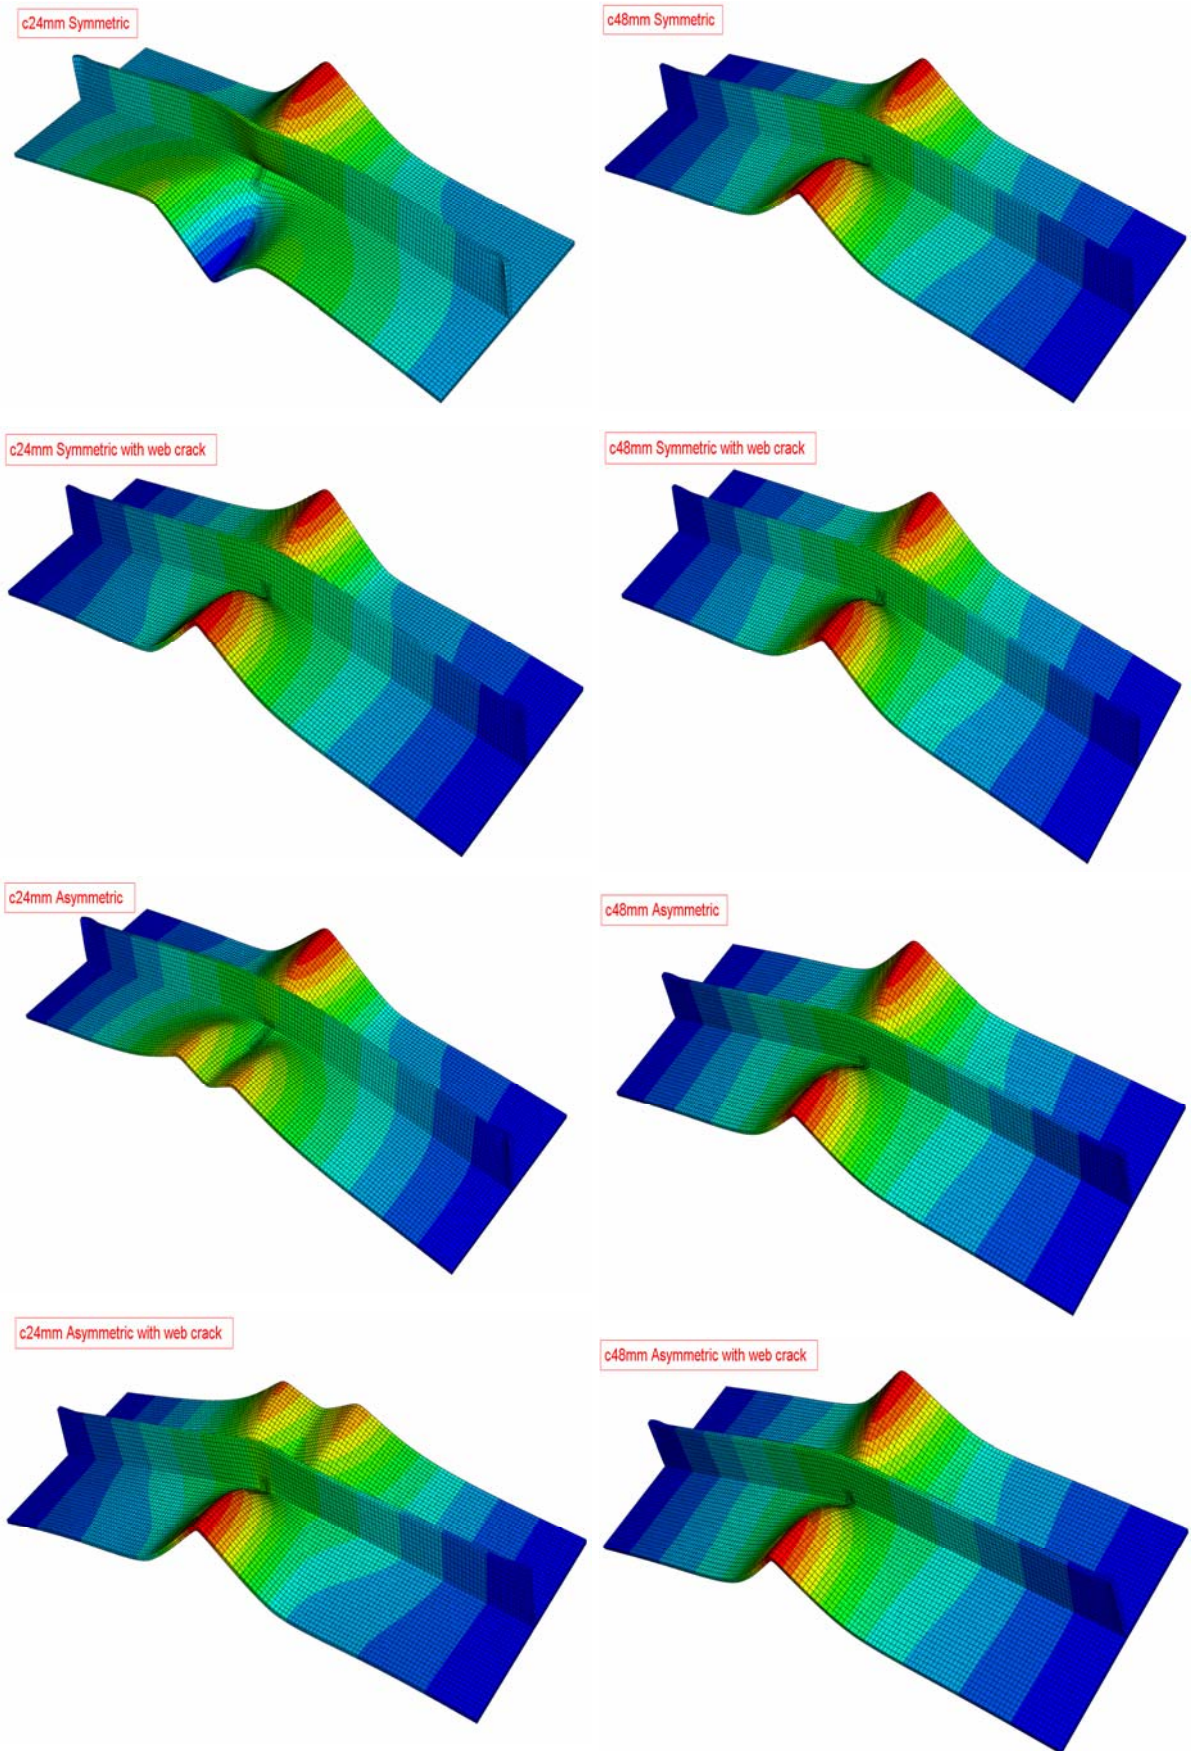 c24mm Symmetric
c48mm Symmetric
c24mm Symmetric with web crack
c48mm Symmetric with web crack
c24mm Asymmetric
c48mm Asymmetric
c24mm Asymmetric with web crack
c48mm Asymmetric with web crack